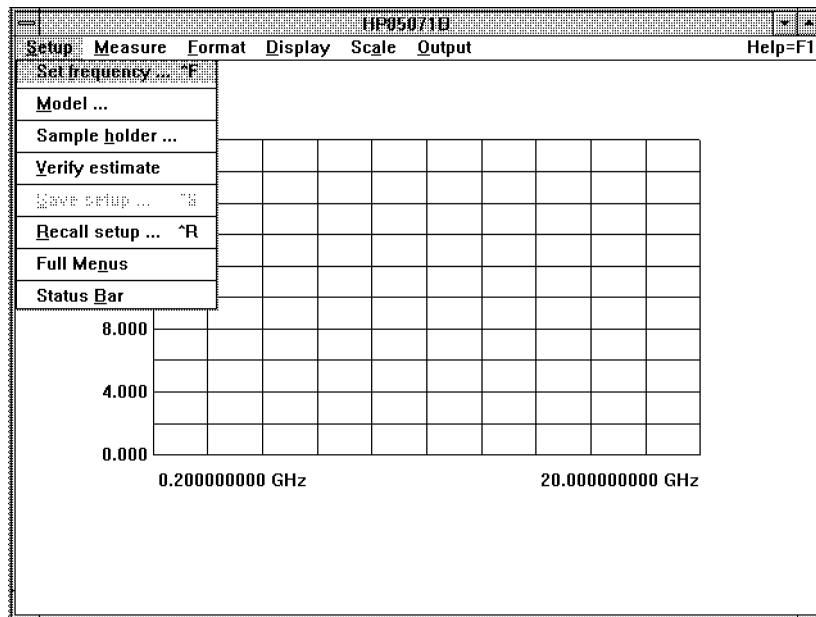 HP85071B
Setup Measure Format Display Scale Output Help=F1
Set frequency ... ^F
Model ...
Sample holder ...
Verify estimate
Save setup ... ^S
Recall setup ... ^R
Full Menus
Status Bar
8.000
4.000
0.000
0.200000000 GHz 20.000000000 GHz